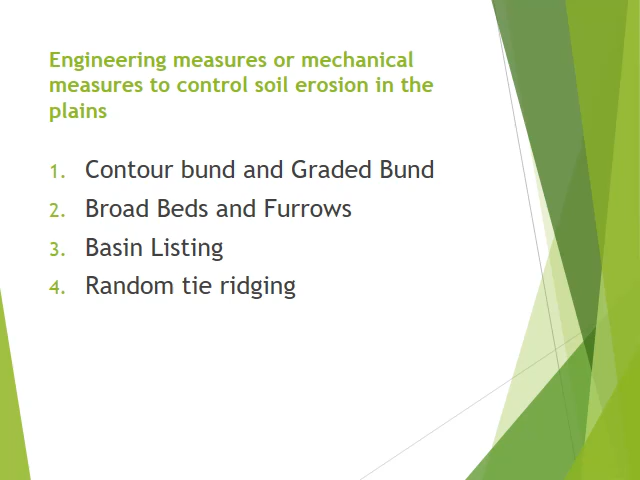 Engineering measures or mechanical
measures to control soil erosion in the
plains
1. Contour bund and Graded Bund
2. Broad Beds and Furrows
3. Basin Listing
4. Random tie ridging